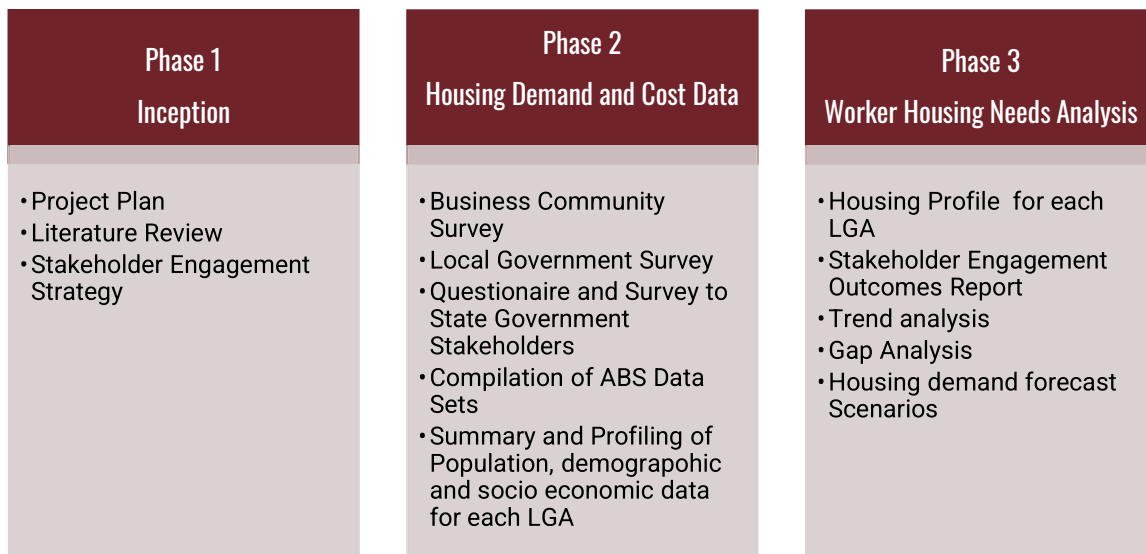 Phase 1
Inception
• Project Plan
• Literature Review
• Stakeholder Engagement
Strategy
Phase 2
Housing Demand and Cost Data
• Business Community
Survey
• Local Government Survey
• Questionaire and Survey to
State Government
Stakeholders
• Compilation of ABS Data
Sets
• Summary and Profiling of
Population, demograpohic
and socio economic data
for each LGA
Phase 3
Worker Housing Needs Analysis
• Housing Profile  for each
LGA
• Stakeholder Engagement
Outcomes Report
• Trend analysis
• Gap Analysis
• Housing demand forecast
Scenarios